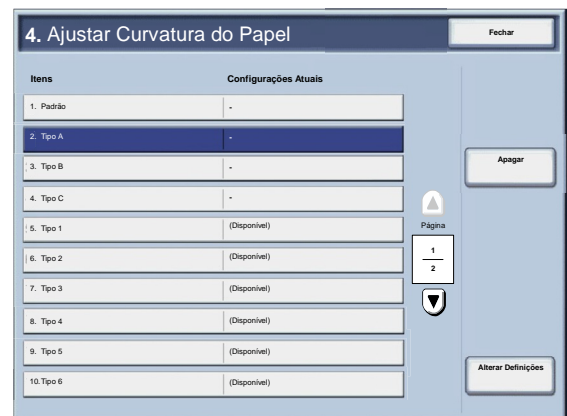 4. Ajustar Curvatura do Papel
Fechar
Itens Configurações Atuais
1. Padrão -
2. Tipo A -
3. Tipo B -
4. Tipo C -
5. Tipo 1 (Disponível)
6. Tipo 2 (Disponível)
7. Tipo 3 (Disponível)
8. Tipo 4 (Disponível)
9. Tipo 5 (Disponível)
10. Tipo 6 (Disponível)
Página
1
2
Apagar
Alterar Definições